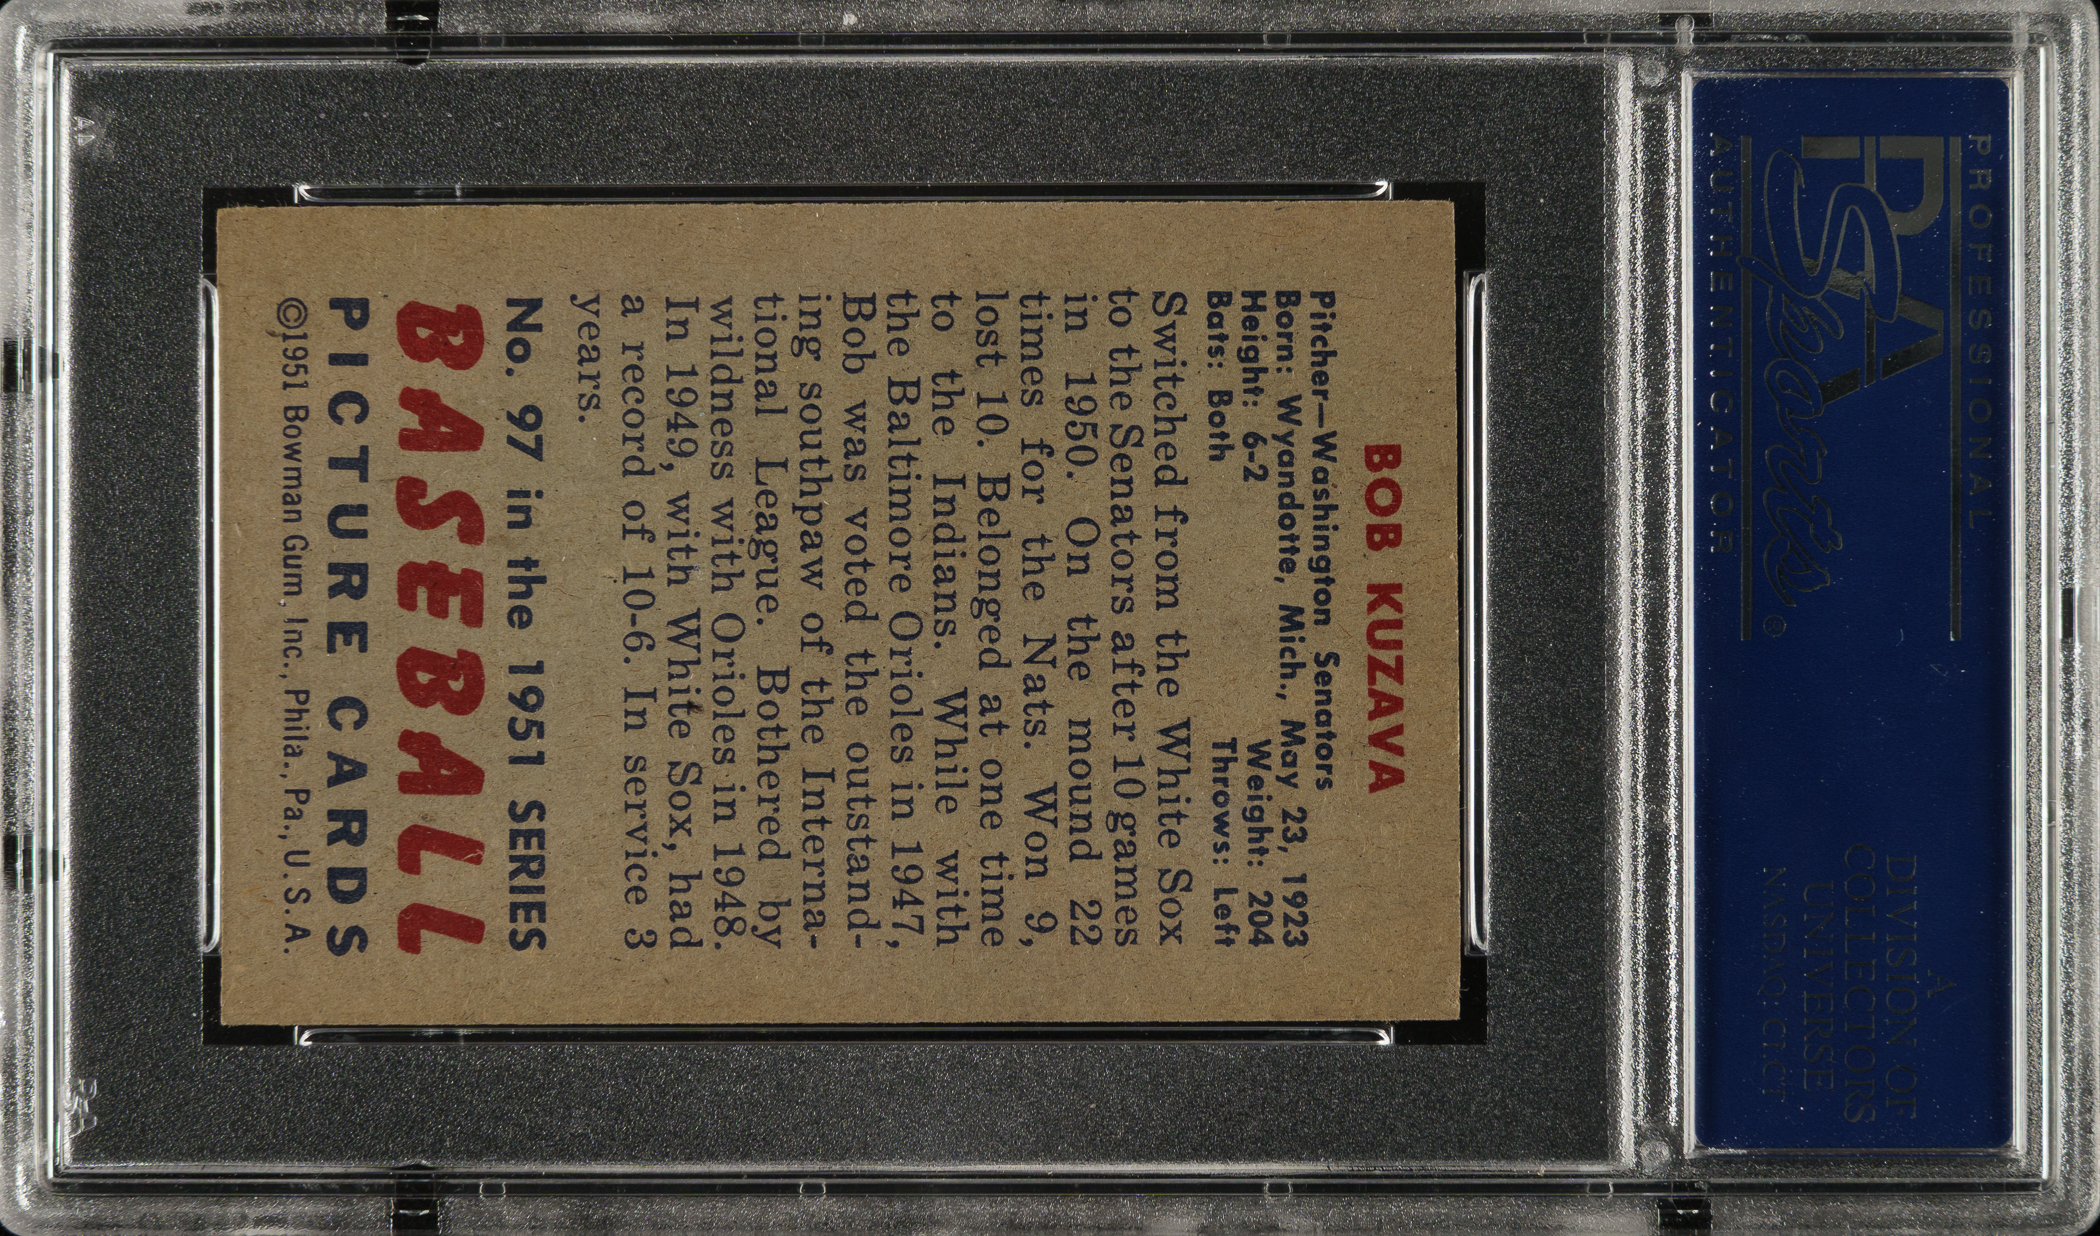 PROFESSIONAL
PSA
Sports®
AUTHENTICATOR
A
DIVISION OF
COLLECTORS
UNIVERSE
NASDAQ: CLCT
BOB KUZAVA
Pitcher—Washington Senators
Born: Wyandotte, Mich., May 23, 1923
Height: 6-2 Weight: 204
Bats: Both Throws: Left
Switched from the White Sox
to the Senators after 10 games
in 1950. On the mound 22
times for the Nats. Won 9,
lost 10. Belonged at one time
to the Indians. While with
the Baltimore Orioles in 1947,
Bob was voted the outstand-
ing southpaw of the Interna-
tional League. Bothered by
wildness with Orioles in 1948.
In 1949, with White Sox, had
a record of 10-6. In service 3
years.
No. 97 in the 1951 SERIES
BASEBALL
PICTURE CARDS
©1951 Bowman Gum, Inc., Phila., Pa., U.S.A.
PSA